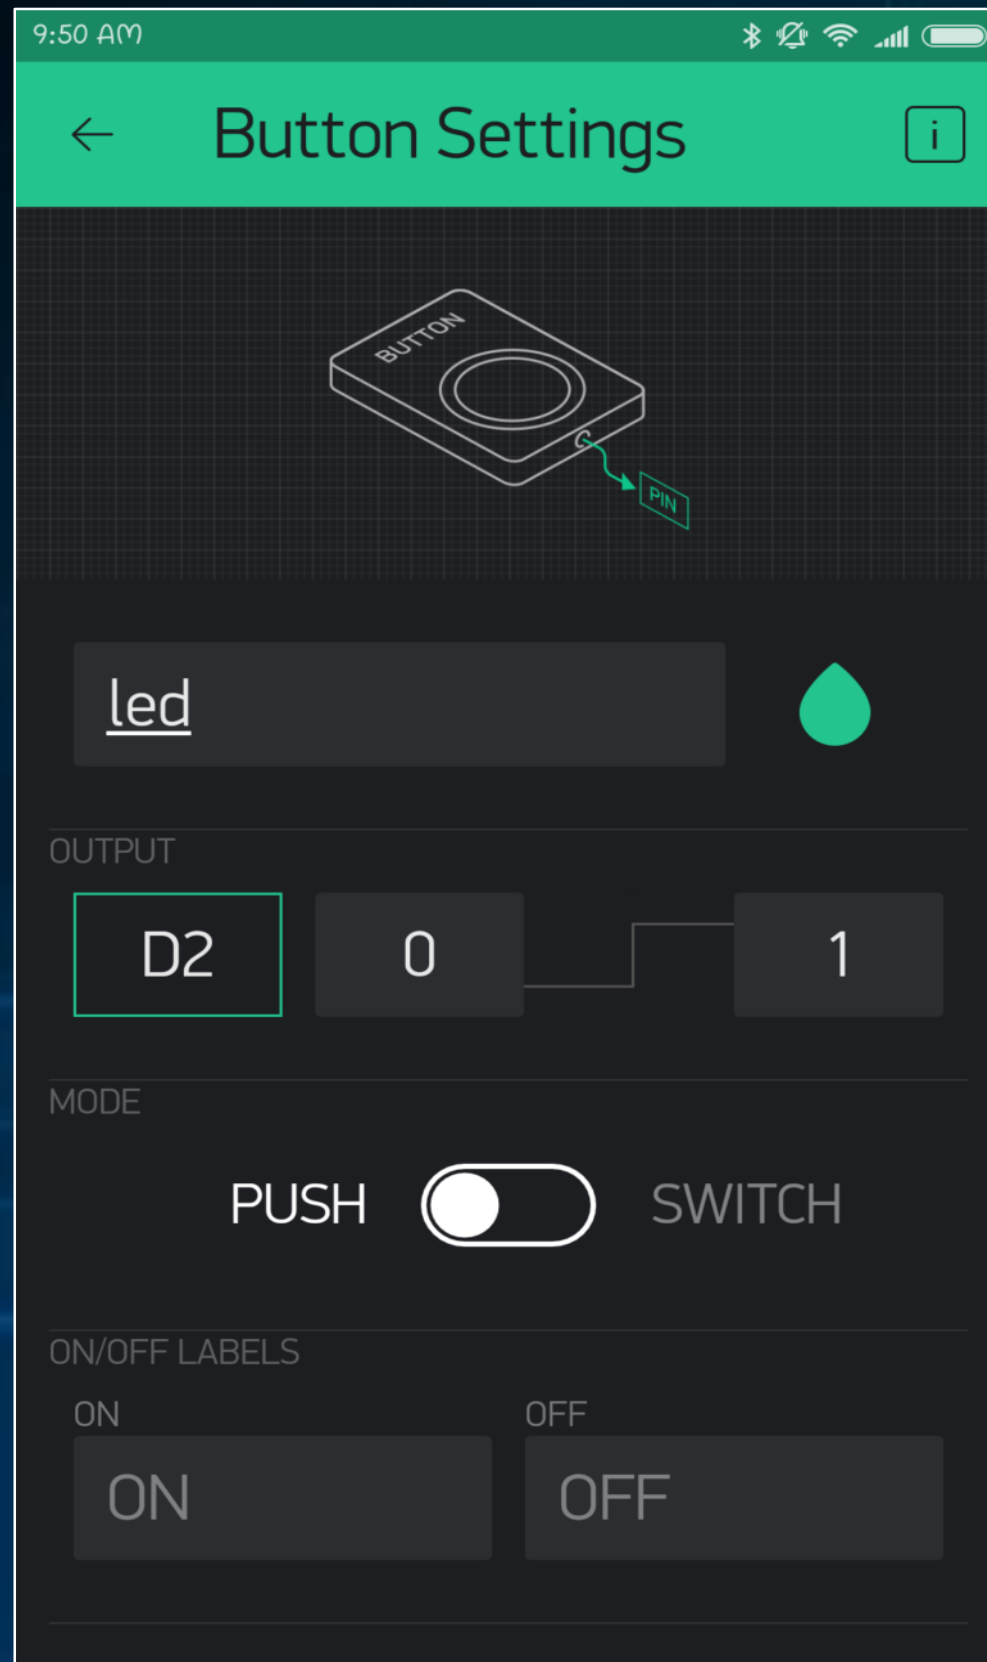 9:50 AM
Button Settings
i
BUTTON
PIN
led
OUTPUT
D2 0 1
MODE
PUSH SWITCH
ON/OFF LABELS
ON OFF
ON OFF